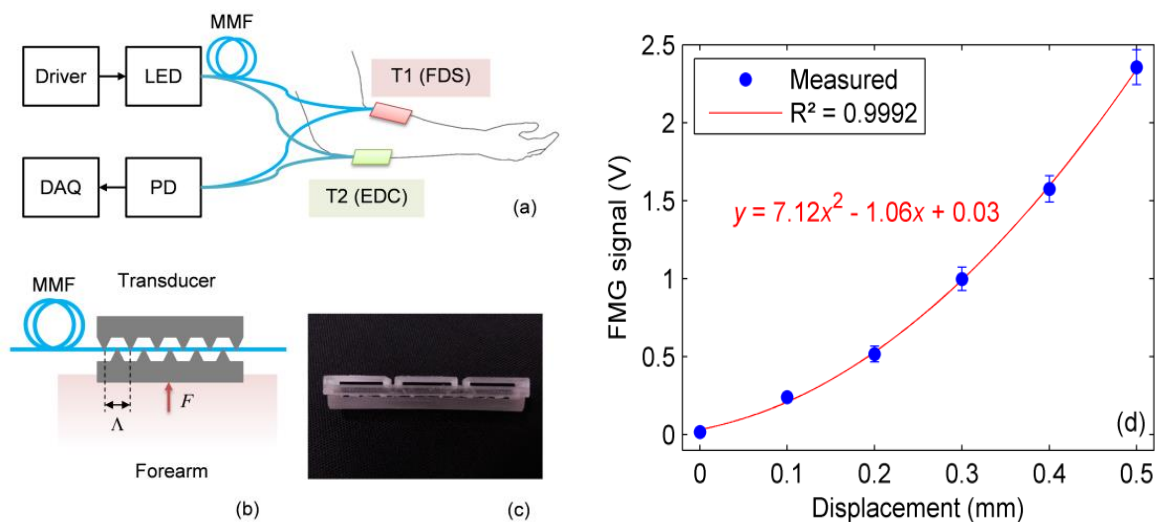 MMF
Driver
LED
T1 (FDS)
DAQ
PD
T2 (EDC)
(a)
MMF
Transducer
F
Λ
Forearm
(b)
(c)
2.5
2
1.5
1
0.5
0
FMG signal (V)
Measured
R² = 0.9992
y = 7.12x² - 1.06x + 0.03
(d)
0 0.1 0.2 0.3 0.4 0.5
Displacement (mm)